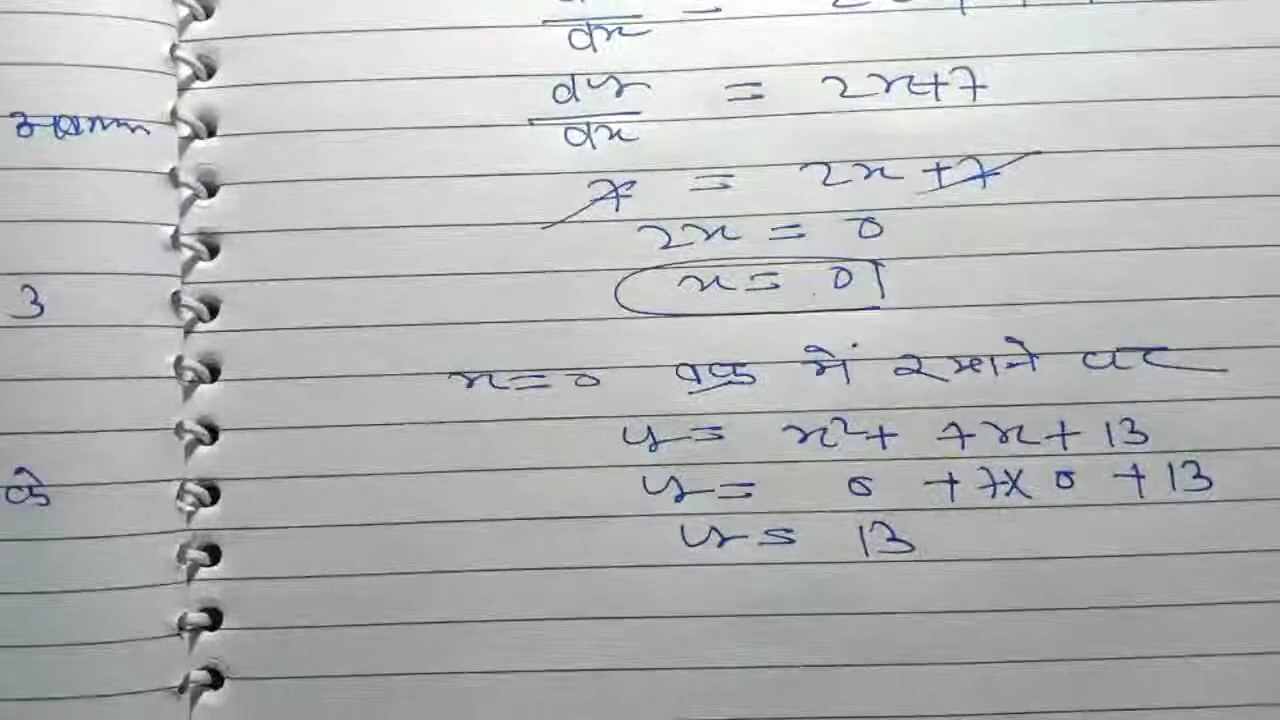 dy/dx = 2x+7
7 = 2x +7
2x = 0
x = 0
3
x=0 वक्र में रखने पर
y = x²+ 7x+ 13
के
y = 0 +7X 0 +13
y = 13